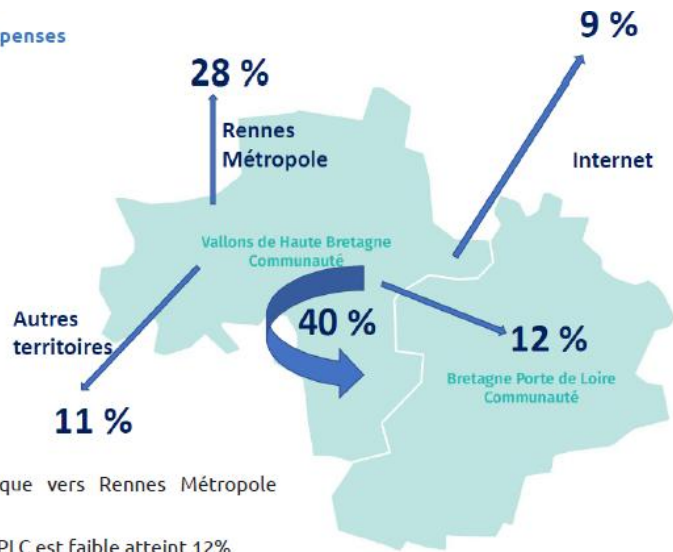 penses
9 %
28 %
Rennes
Métropole
Internet
Vallons de Haute Bretagne
Communauté
40 %
Autres
territoires
12 %
Bretagne Porte de Loire
Communauté
11 %
que vers Rennes Métropole
PLC est faible atteint 12%